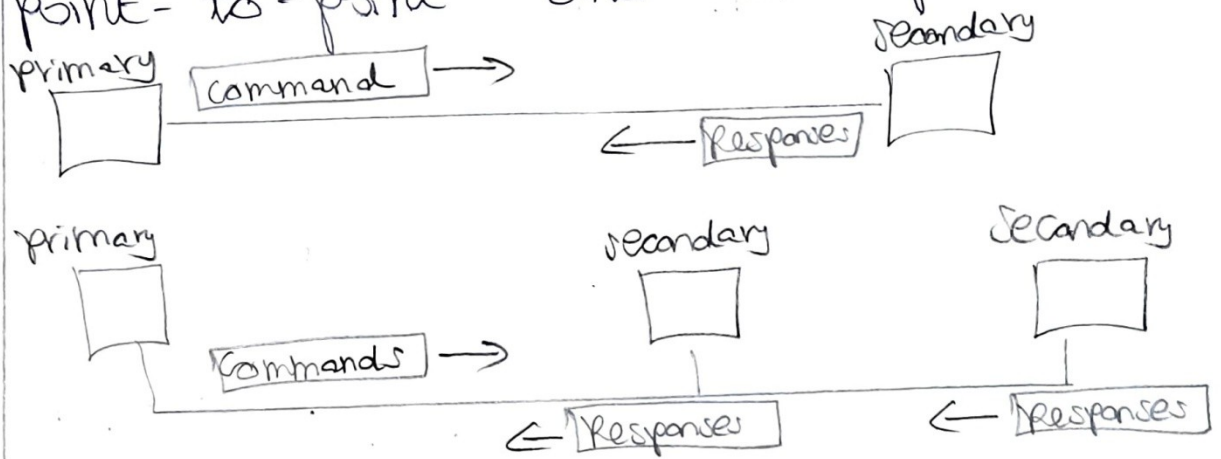 point-to-point
secondary
primary
command
Responses
primary
secondary
secondary
Commands
Responses
Responses